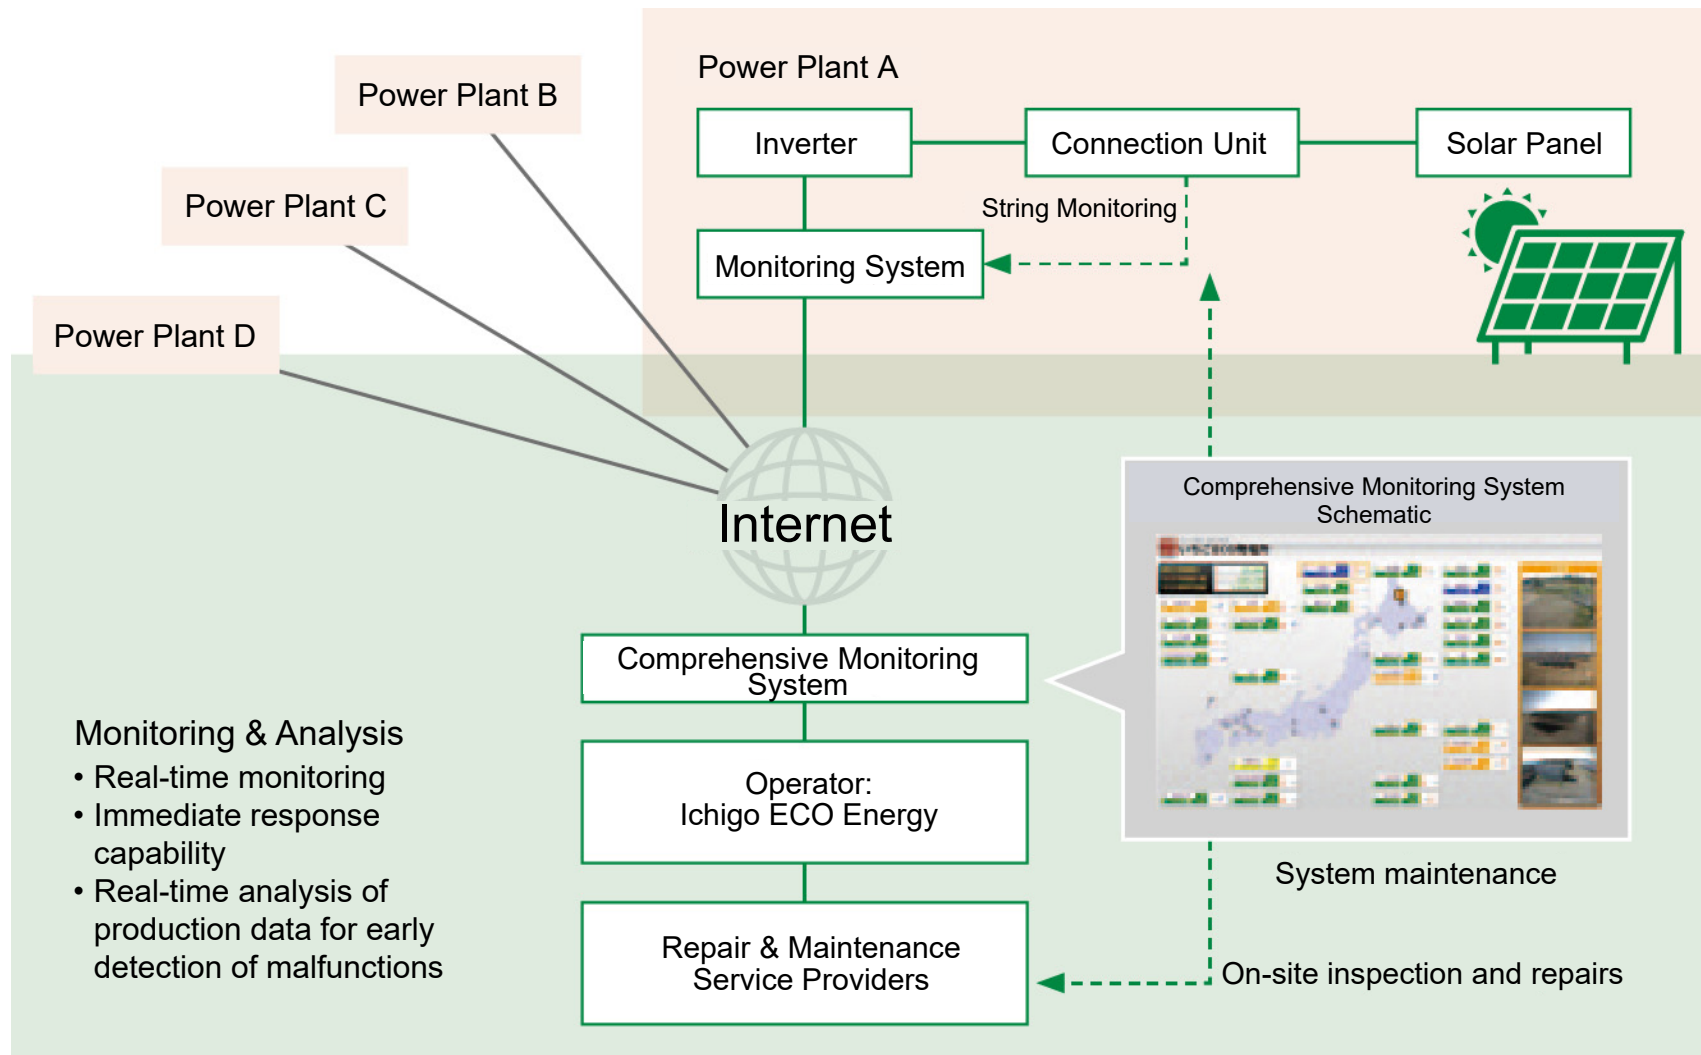 Power Plant A
Power Plant B
Inverter
Connection Unit
Solar Panel
Power Plant C
String Monitoring
Monitoring System
Power Plant D
Internet
Comprehensive Monitoring System
Schematic
Comprehensive Monitoring
System
Monitoring & Analysis
• Real-time monitoring
• Immediate response
capability
• Real-time analysis of
production data for early
detection of malfunctions
Operator:
Ichigo ECO Energy
System maintenance
Repair & Maintenance
Service Providers
On-site inspection and repairs